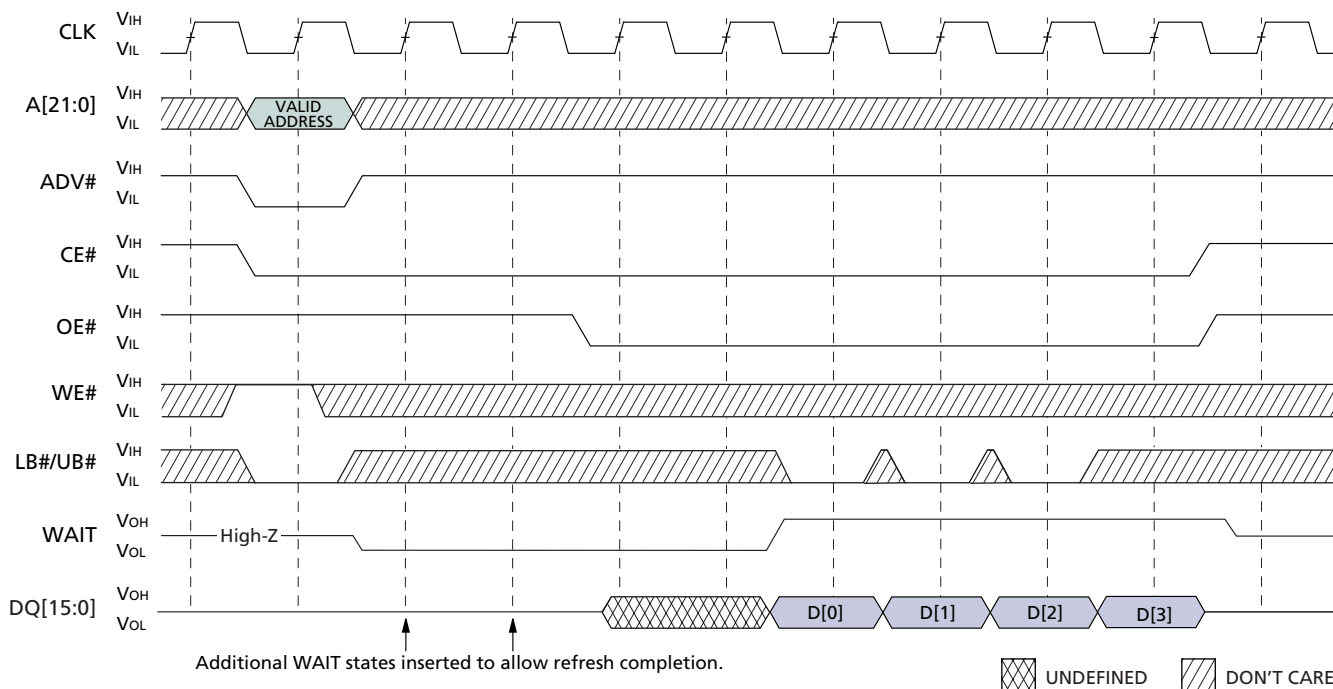 CLK VIH
VIL
A[21:0] VIH
VIL
VALID
ADDRESS
ADV# VIH
VIL
CE# VIH
VIL
OE# VIH
VIL
WE# VIH
VIL
LB#/UB# VIH
VIL
WAIT VOH
VOL
High-Z
DQ[15:0] VOH
VOL
D[0] D[1] D[2] D[3]
Additional WAIT states inserted to allow refresh completion.
UNDEFINED DON'T CARE